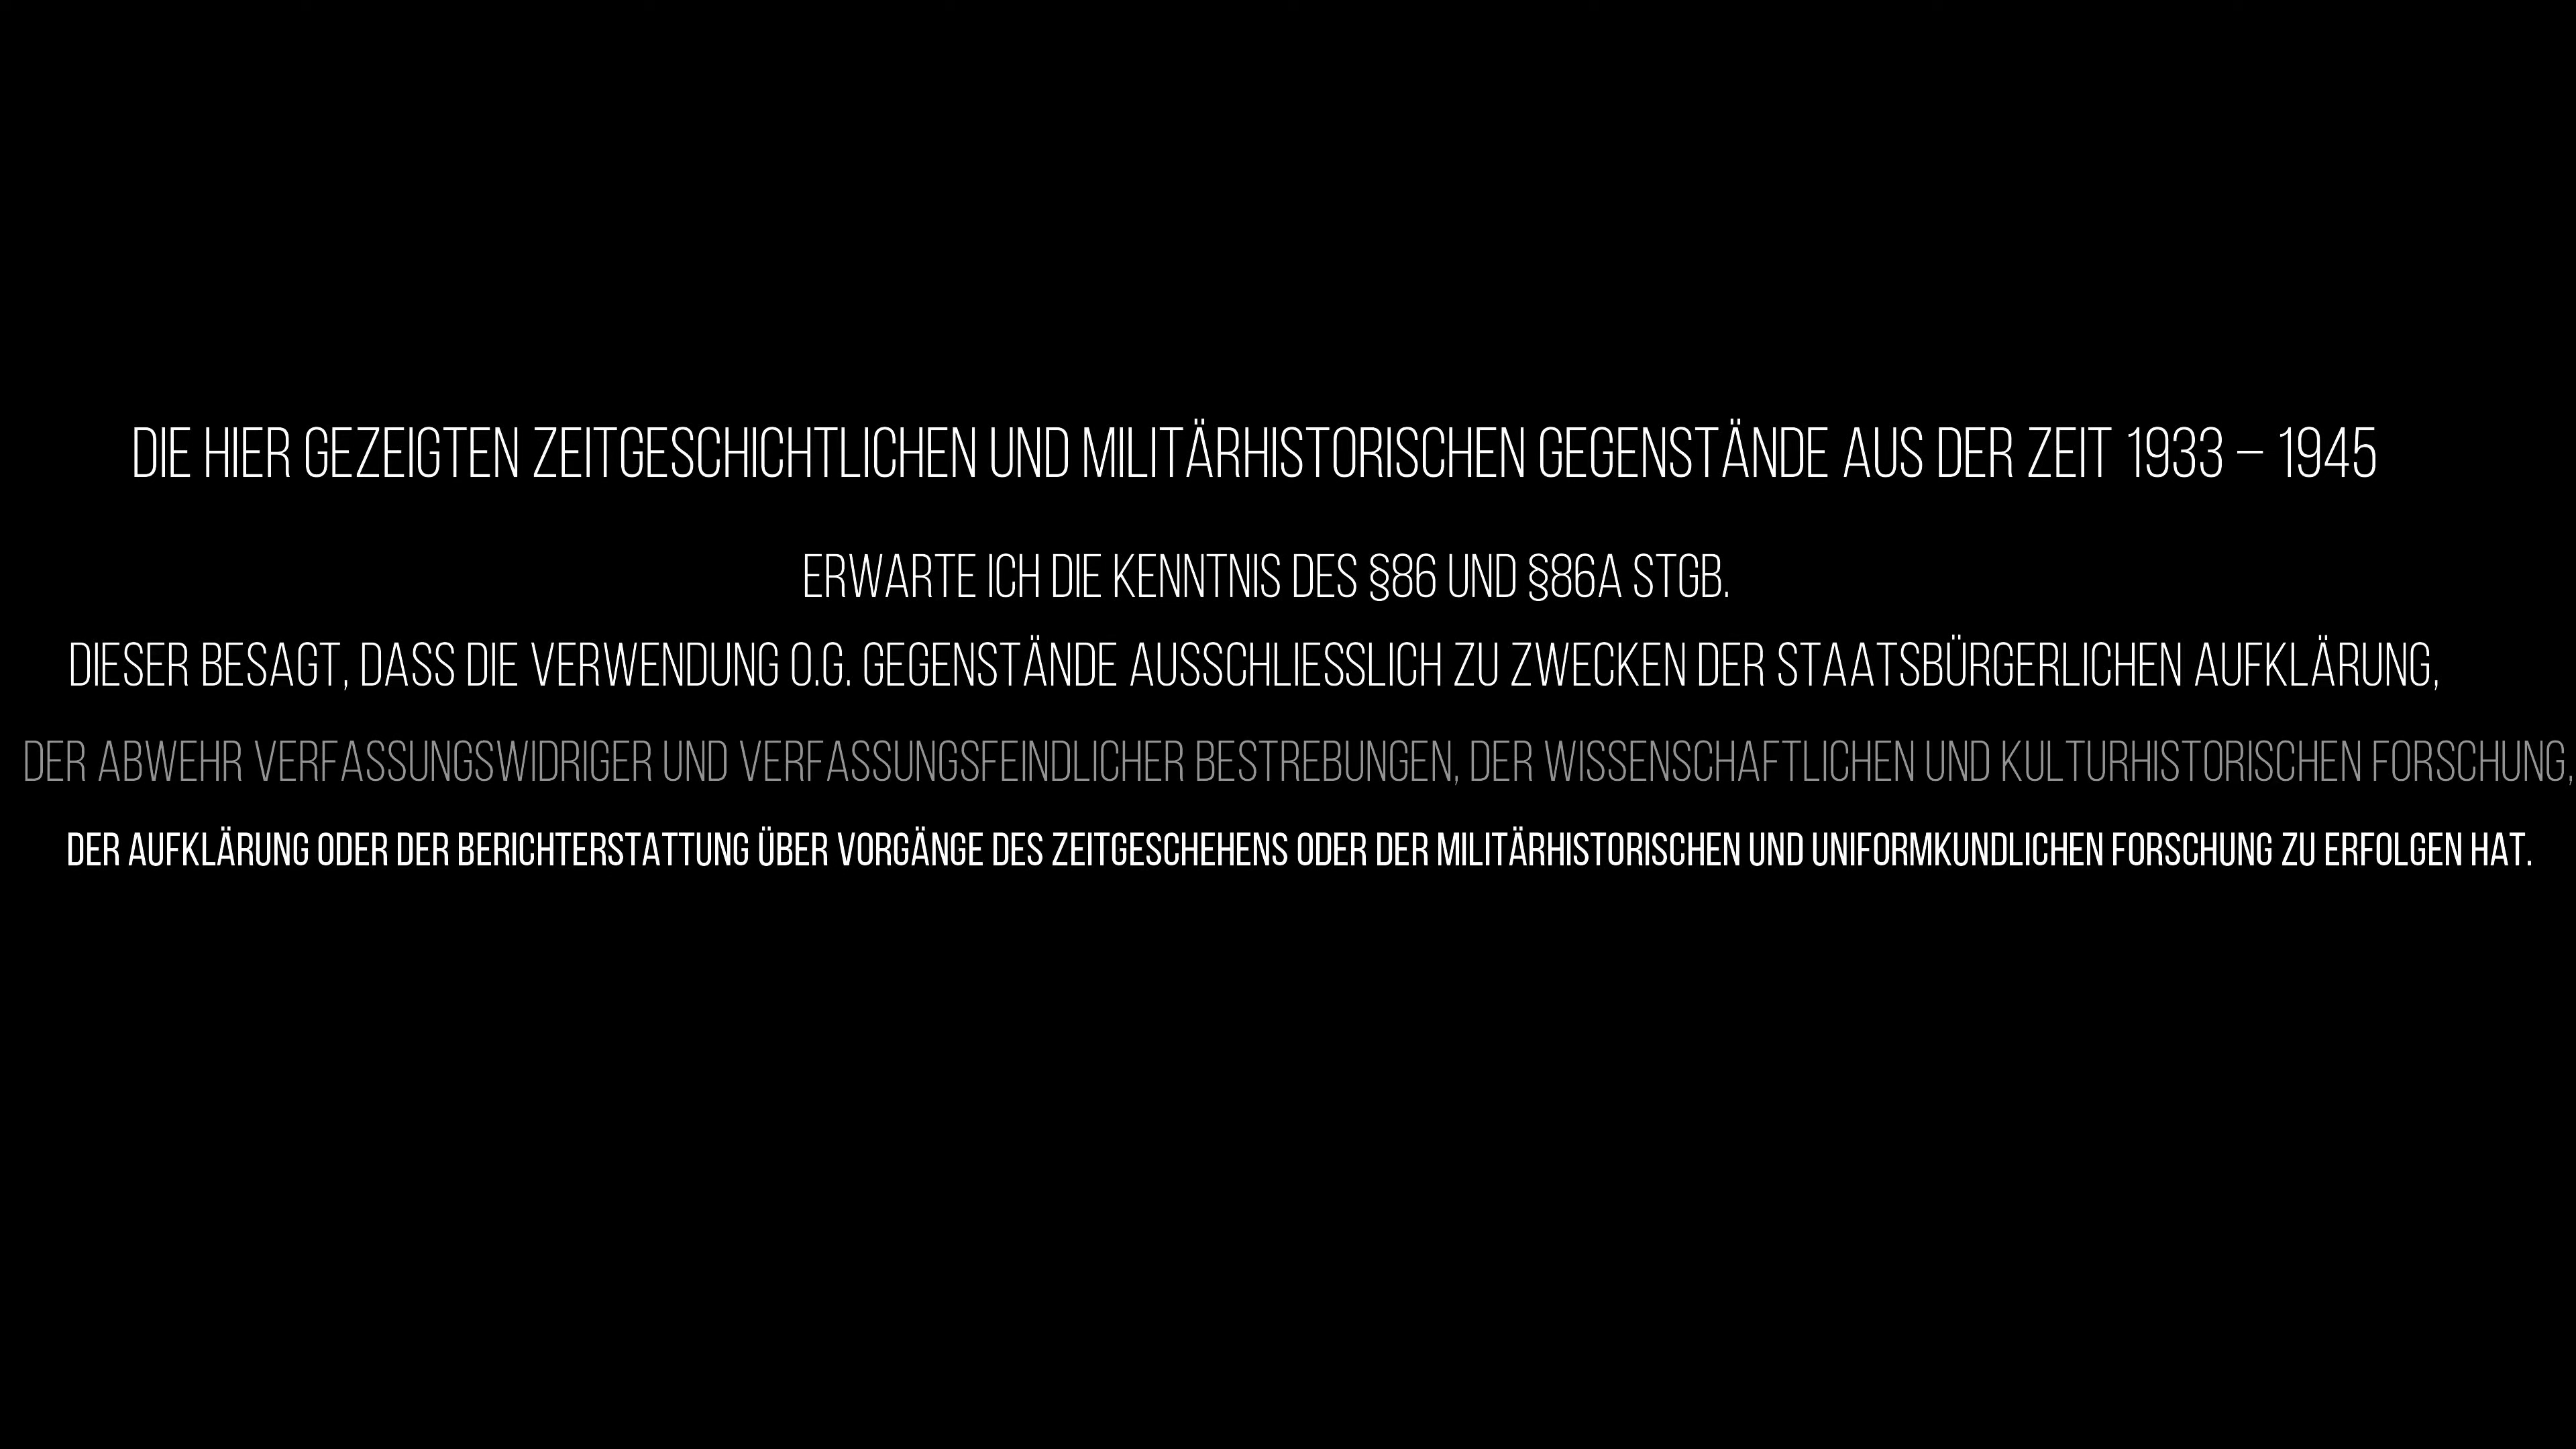 DIE HIER GEZEIGTEN ZEITGESCHICHTLICHEN UND MILITÄRHISTORISCHEN GEGENSTÄNDE AUS DER ZEIT 1933 – 1945
ERWARTE ICH DIE KENNTNIS DES §86 UND §86A STGB.
DIESER BESAGT, DASS DIE VERWENDUNG O.G. GEGENSTÄNDE AUSSCHLIESSLICH ZU ZWECKEN DER STAATSBÜRGERLICHEN AUFKLÄRUNG,
DER ABWEHR VERFASSUNGSWIDRIGER UND VERFASSUNGSFEINDLICHER BESTREBUNGEN, DER WISSENSCHAFTLICHEN UND KULTURHISTORISCHEN FORSCHUNG,
DER AUFKLÄRUNG ODER DER BERICHTERSTATTUNG ÜBER VORGÄNGE DES ZEITGESCHEHENS ODER DER MILITÄRHISTORISCHEN UND UNIFORMKUNDLICHEN FORSCHUNG ZU ERFOLGEN HAT.